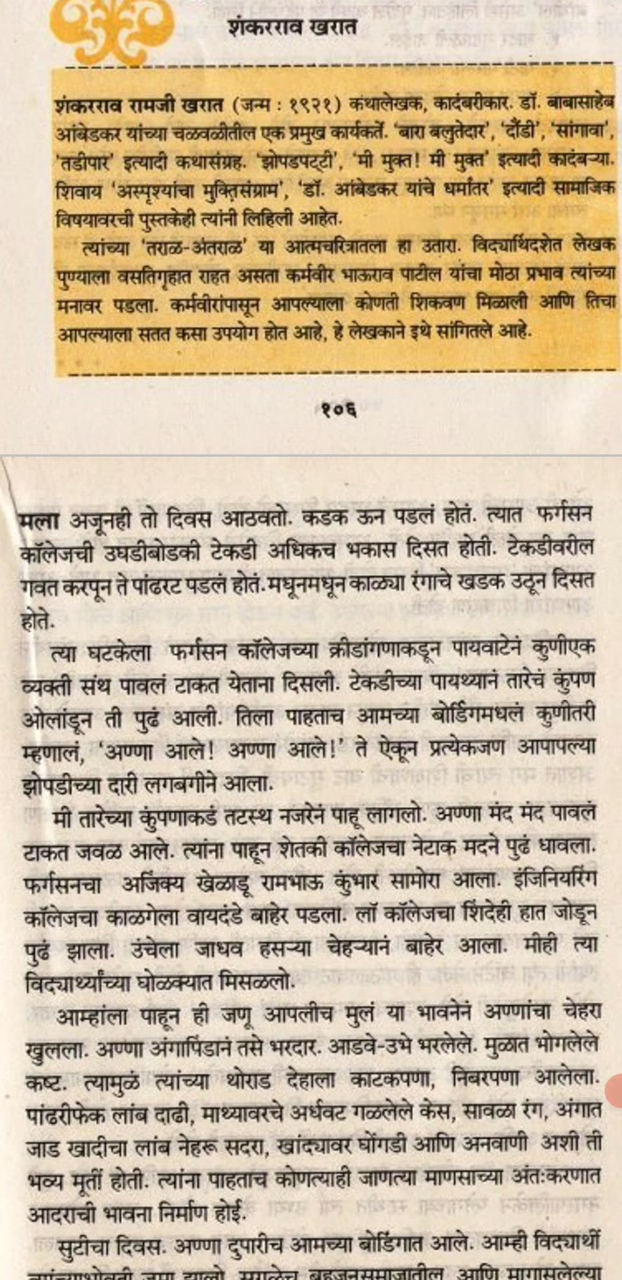 शंकरराव खरात
शंकरराव रामजी खरात (जन्म : १९२१) कथालेखक, कादंबरीकार. डॉ. बाबासाहेब
आंबेडकर यांच्या चळवळीतील एक प्रमुख कार्यकर्ते. ‘बारा बलुतेदार’, ‘दौंडी’, ‘सांगावा’,
‘तडीपार’ इत्यादी कथासंग्रह. ‘झोपडपट्टी’, ‘मी मुक्त! मी मुक्त’ इत्यादी कादंबऱ्या.
शिवाय ‘अस्पृश्यांचा मुक्तिसंग्राम’, ‘डॉ. आंबेडकर यांचे धर्मांतर’ इत्यादी सामाजिक
विषयावरची पुस्तकेही त्यांनी लिहिली आहेत.
त्यांच्या ‘तराळ-अंतराळ’ या आत्मचरित्रातला हा उतारा. विद्यार्थिदशेत लेखक
पुण्याला वसतिगृहात राहत असता कर्मवीर भाऊराव पाटील यांचा मोठा प्रभाव त्यांच्या
मनावर पडला. कर्मवीरांपासून आपल्याला कोणती शिकवण मिळाली आणि तिचा
आपल्याला सतत कसा उपयोग होत आहे, हे लेखकाने इथे सांगितले आहे.
१०६
मला अजूनही तो दिवस आठवतो. कडक ऊन पडलं होतं. त्यात फर्गसन
कॉलेजची उघडीबोडकी टेकडी अधिकच भकास दिसत होती. टेकडीवरील
गवत करपून ते पांढरट पडलं होतं. मधूनमधून काळ्या रंगाचे खडक उठून दिसत
होते.
त्या घटकेला फर्गसन कॉलेजच्या क्रीडांगणाकडून पायवाटेनं कुणीएक
व्यक्ती संथ पावलं टाकत येताना दिसली. टेकडीच्या पायथ्यानं तारेचं कुंपण
ओलांडून ती पुढं आली. तिला पाहताच आमच्या बोर्डिंगमधलं कुणीतरी
म्हणालं, ‘अण्णा आले! अण्णा आले!’ ते ऐकून प्रत्येकजण आपापल्या
झोपडीच्या दारी लगबगीने आला.
मी तारेच्या कुंपणाकडं तटस्थ नजरेनं पाहू लागलो. अण्णा मंद मंद पावलं
टाकत जवळ आले. त्यांना पाहून शेतकी कॉलेजचा नेटाक मदने पुढं धावला.
फर्गसनचा अजिंक्य खेळाडू रामभाऊ कुंभार सामोरा आला. इंजिनियरिंग
कॉलेजचा काळगेला वायदंडे बाहेर पडला. लॉ कॉलेजचा शिंदेही हात जोडून
पुढं झाला. उंचेला जाधव हसऱ्या चेहऱ्यानं बाहेर आला. मीही त्या
विद्यार्थ्यांच्या घोळक्यात मिसळलो.
आम्हांला पाहून ही जणू आपलीच मुलं या भावनेनं अण्णांचा चेहरा
खुलला. अण्णा अंगापिंडानं तसे भरदार. आडवे-उभे भरलेले. मुळात भोगलेले
कष्ट. त्यामुळं त्यांच्या थोराड देहाला काटकपणा, निबरपणा आलेला.
पांढरीफेक लांब दाढी, माथ्यावरचे अर्धवट गळलेले केस, सावळा रंग, अंगात
जाड खादीचा लांब नेहरू सदरा, खांद्यावर घोंगडी आणि अनवाणी अशी ती
भव्य मूर्ती होती. त्यांना पाहताच कोणत्याही जाणत्या माणसाच्या अंतःकरणात
आदराची भावना निर्माण होई.
सुटीचा दिवस. अण्णा दुपारीच आमच्या बोर्डिंगात आले. आम्ही विद्यार्थी
त्यांच्याभोवती जमा झालो. सगळेच बहुजनसमाजातील आणि मागासलेल्या